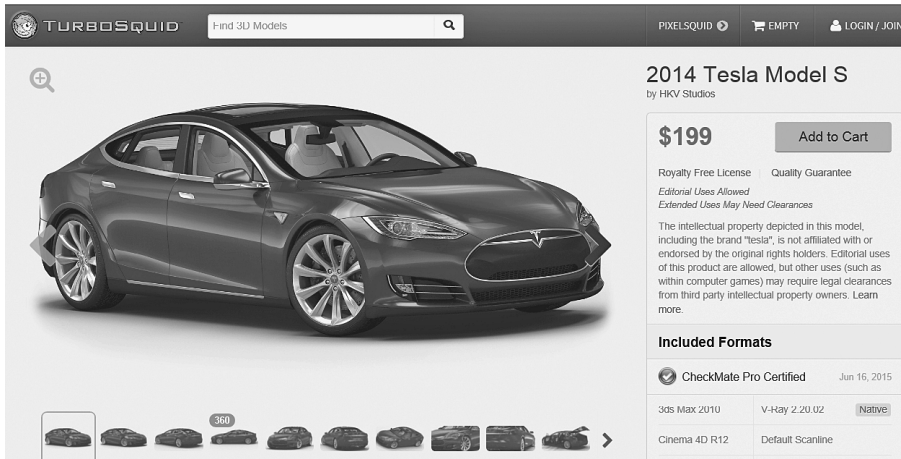 TURBOSQUID
Find 3D Models
PIXELSQUID
EMPTY
LOGIN / JOIN
2014 Tesla Model S
by HKV Studios
$199
Add to Cart
Royalty Free License
Quality Guarantee
Editorial Uses Allowed
Extended Uses May Need Clearances
The intellectual property depicted in this model,
including the brand "tesla", is not affiliated with or
endorsed by the original rights holders. Editorial uses
of this product are allowed, but other uses (such as
within computer games) may require legal clearances
from third party intellectual property owners. Learn
more.
Included Formats
CheckMate Pro Certified
Jun 16, 2015
360
3ds Max 2010
V-Ray 2.20.02
Native
Cinema 4D R12
Default Scanline